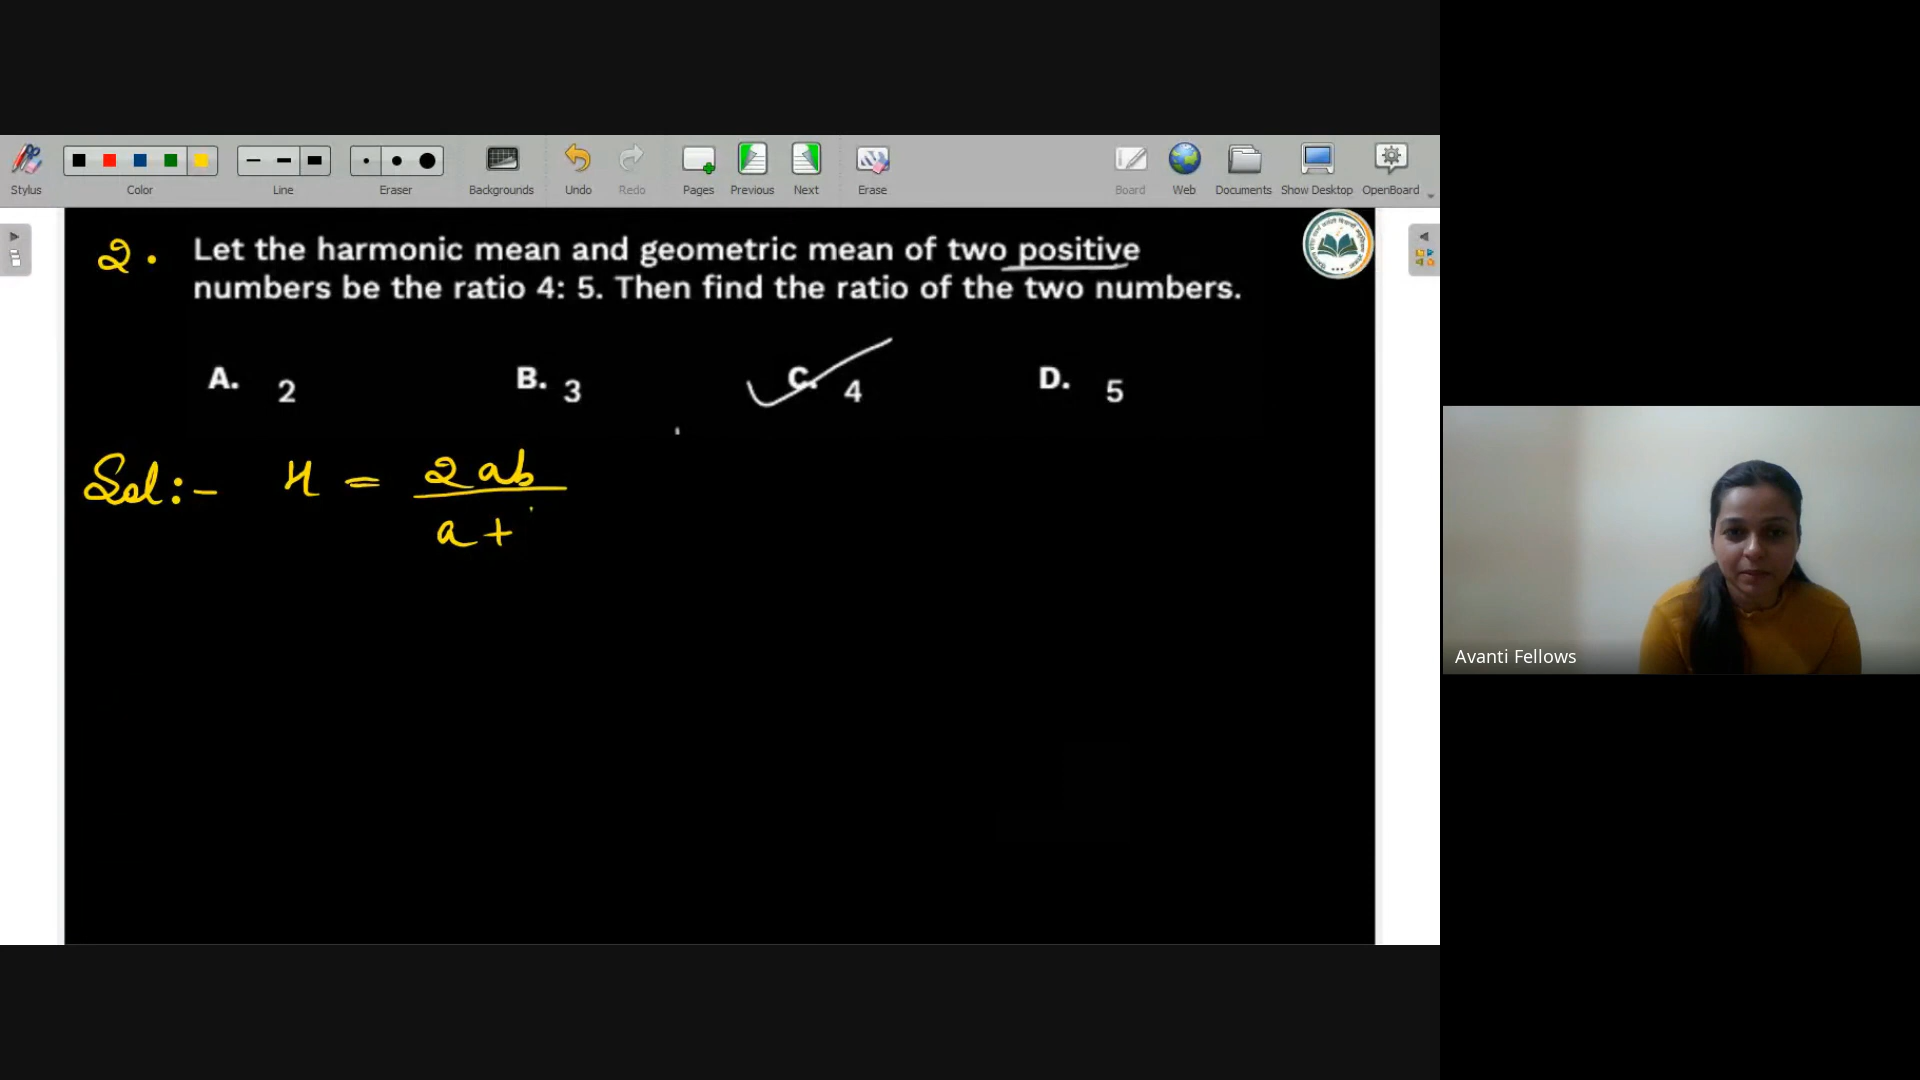 Stylus
Color
Line
Eraser
Backgrounds
Undo
Redo
Pages
Previous
Next
Erase
Board
Web
Documents
Show Desktop
OpenBoard
2. Let the harmonic mean and geometric mean of two positive
numbers be the ratio 4: 5. Then find the ratio of the two numbers.
A. 2 B. 3 C. 4 D. 5
Sol:- H = 2ab
a +
Avanti Fellows